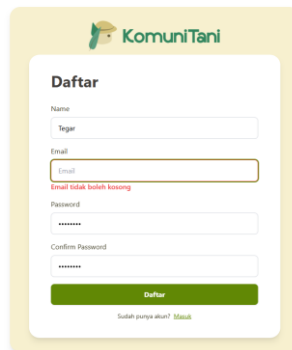 KomuniTani
Daftar
Name
Tegar
Email
Email
Email tidak boleh kosong
Password
••••••••
Confirm Password
••••••••
Daftar
Sudah punya akun? Masuk